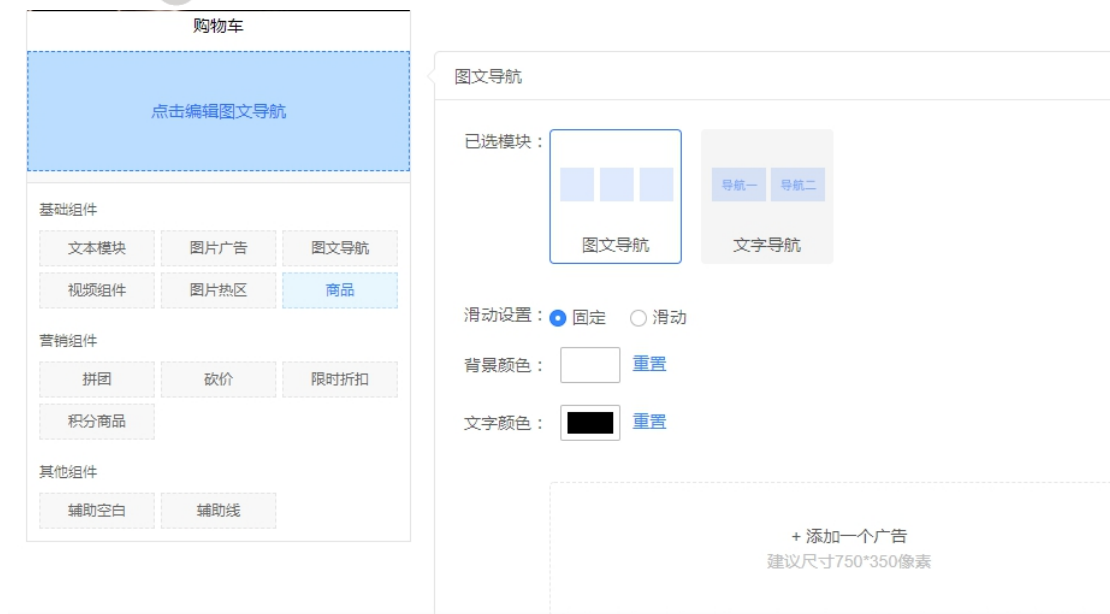 购物车
点击编辑图文导航
基础组件
文本模块 图片广告 图文导航
视频组件 图片热区 商品
营销组件
拼团 砍价 限时折扣
积分商品
其他组件
辅助空白 辅助线
图文导航
已选模块：
导航一 导航二
图文导航 文字导航
滑动设置： 固定 滑动
背景颜色： 重置
文字颜色： 重置
+ 添加一个广告
建议尺寸750*350像素